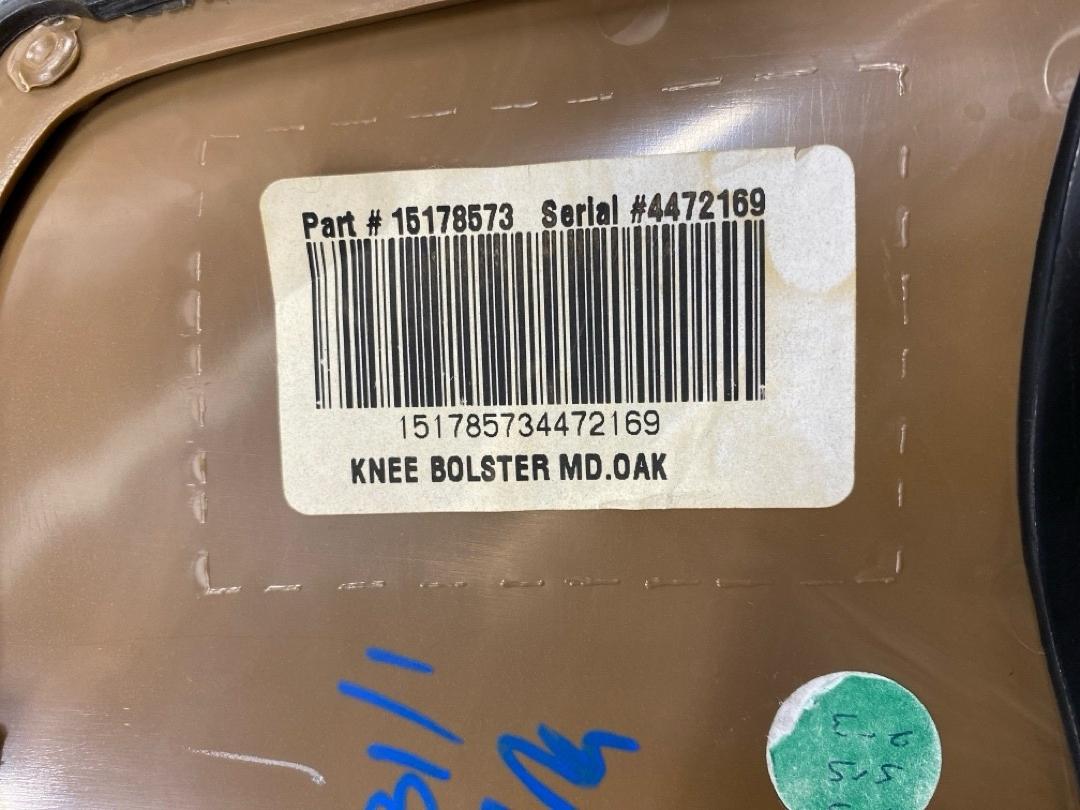 Part # 15178573 Serial #4472169
151785734472169
KNEE BOLSTER MD.OAK